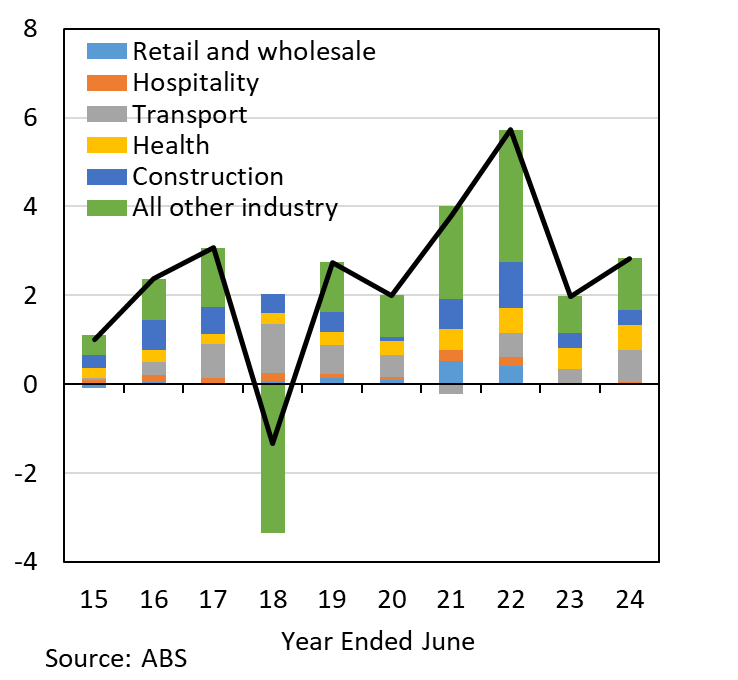 8
Retail and wholesale
Hospitality
6
Transport
Health
Construction
4
All other industry
2
0
-2
-4
15 16 17 18 19 20 21 22 23 24
Year Ended June
Source: ABS